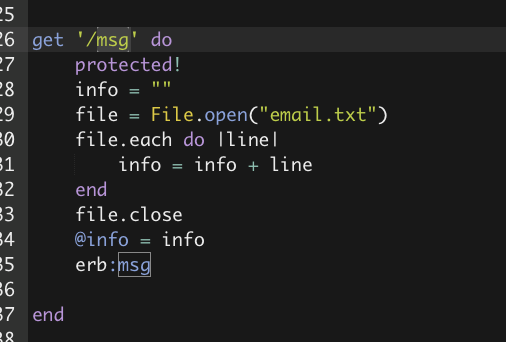 25
26 get '/msg' do
27     protected!
28     info = ""
29     file = File.open("email.txt")
30     file.each do |line|
31         info = info + line
32     end
33     file.close
34     @info = info
35     erb:msg
36
37 end
38